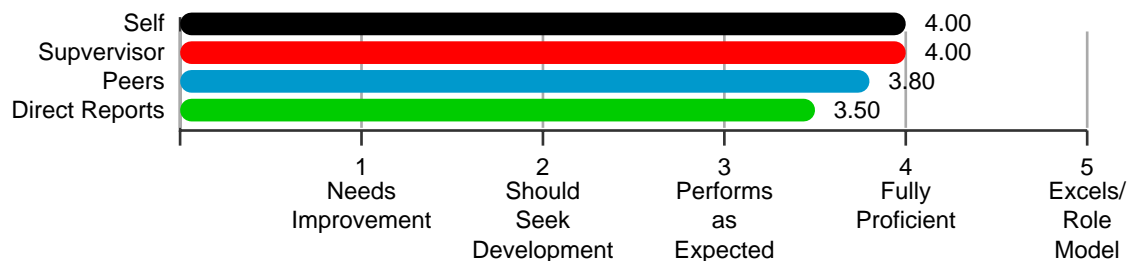 Self 4.00
Supvervisor 4.00
Peers 3.80
Direct Reports 3.50
1 2 3 4 5
Needs Should Performs Fully Excels/
Improvement Seek as Proficient Role
Development Expected Model